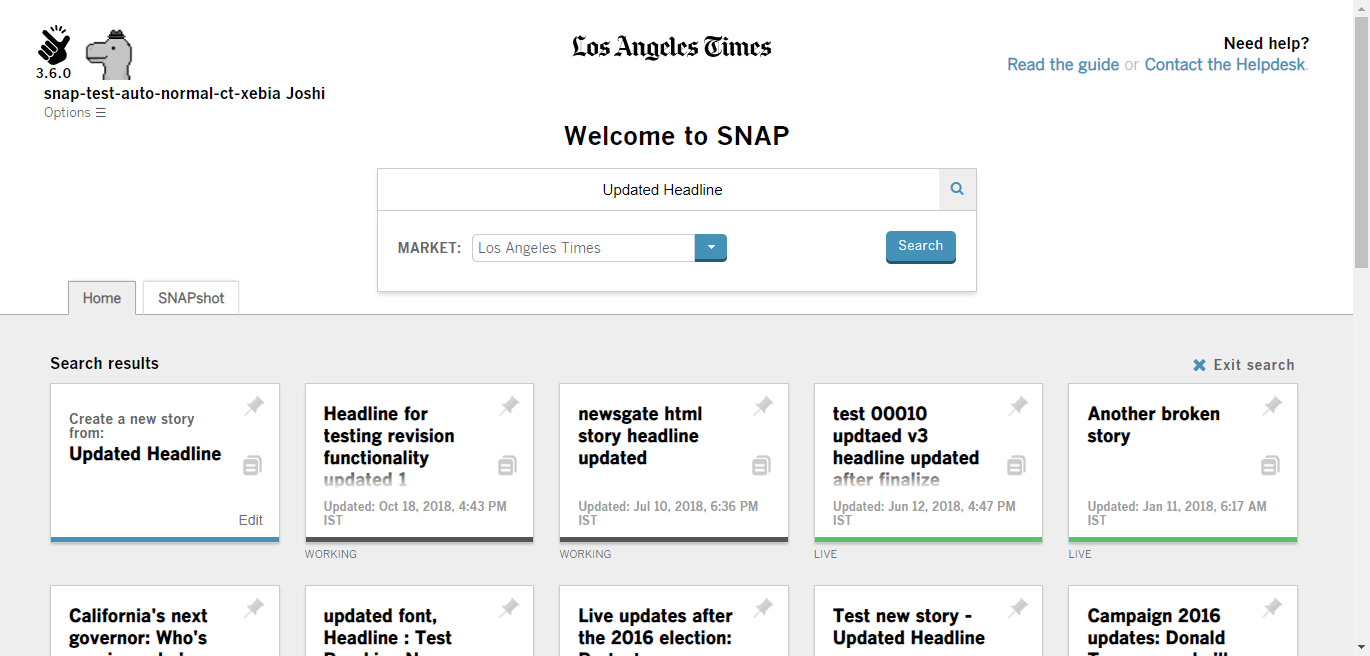 3.6.0
snap-test-auto-normal-ct-xebia Joshi
Options ☰
Los Angeles Times
Need help?
Read the guide or Contact the Helpdesk.
Welcome to SNAP
Updated Headline
MARKET: Los Angeles Times
Search
Home SNAPshot
Search results
Exit search
Create a new story
from:
Updated Headline
Edit
Headline for
testing revision
functionality
updated 1
Updated: Oct 18, 2018, 4:43 PM
IST
WORKING
newsgate html
story headline
updated
Updated: Jul 10, 2018, 6:36 PM
IST
WORKING
test 00010
updtaed v3
headline updated
after finalize
Updated: Jun 12, 2018, 4:47 PM
IST
LIVE
Another broken
story
Updated: Jan 11, 2018, 6:17 AM
IST
LIVE
California's next
governor: Who's
updated font,
Headline : Test
Live updates after
the 2016 election:
Test new story -
Updated Headline
Campaign 2016
updates: Donald